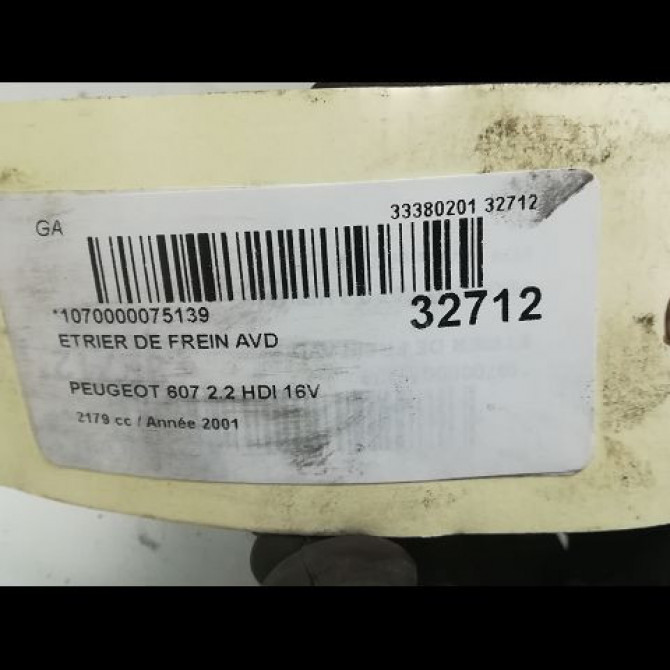 GA
33380201 32712
*1070000075139
32712
ETRIER DE FREIN AVD
PEUGEOT 607 2.2 HDI 16V
2179 cc / Année 2001